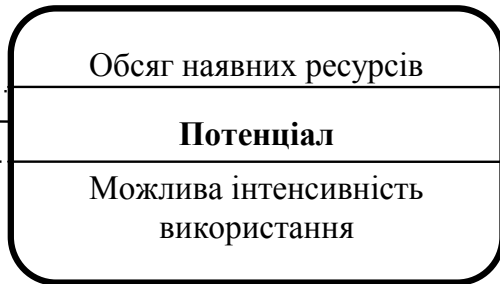 Обсяг наявних ресурсів
Потенціал
Можлива інтенсивність
використання